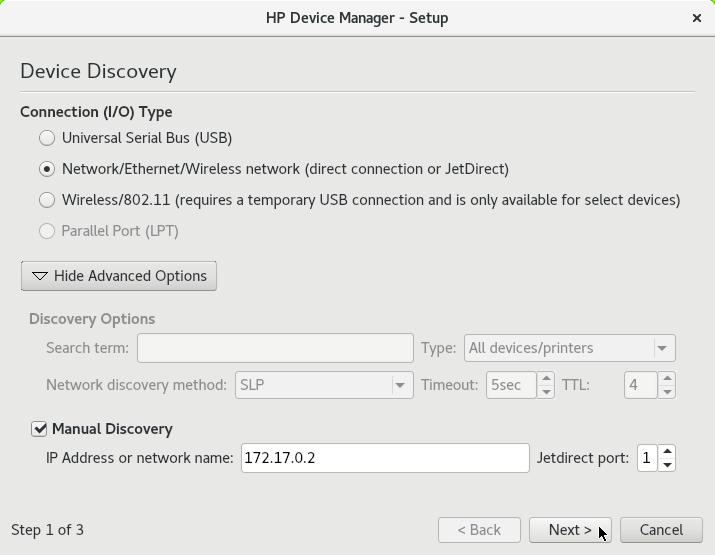 HP Device Manager - Setup
Device Discovery
Connection (I/O) Type
Universal Serial Bus (USB)
Network/Ethernet/Wireless network (direct connection or JetDirect)
Wireless/802.11 (requires a temporary USB connection and is only available for select devices)
Parallel Port (LPT)
Hide Advanced Options
Discovery Options
Search term: Type: All devices/printers
Network discovery method: SLP Timeout: 5sec TTL: 4
Manual Discovery
IP Address or network name: 172.17.0.2 Jetdirect port: 1
Step 1 of 3 < Back Next > Cancel